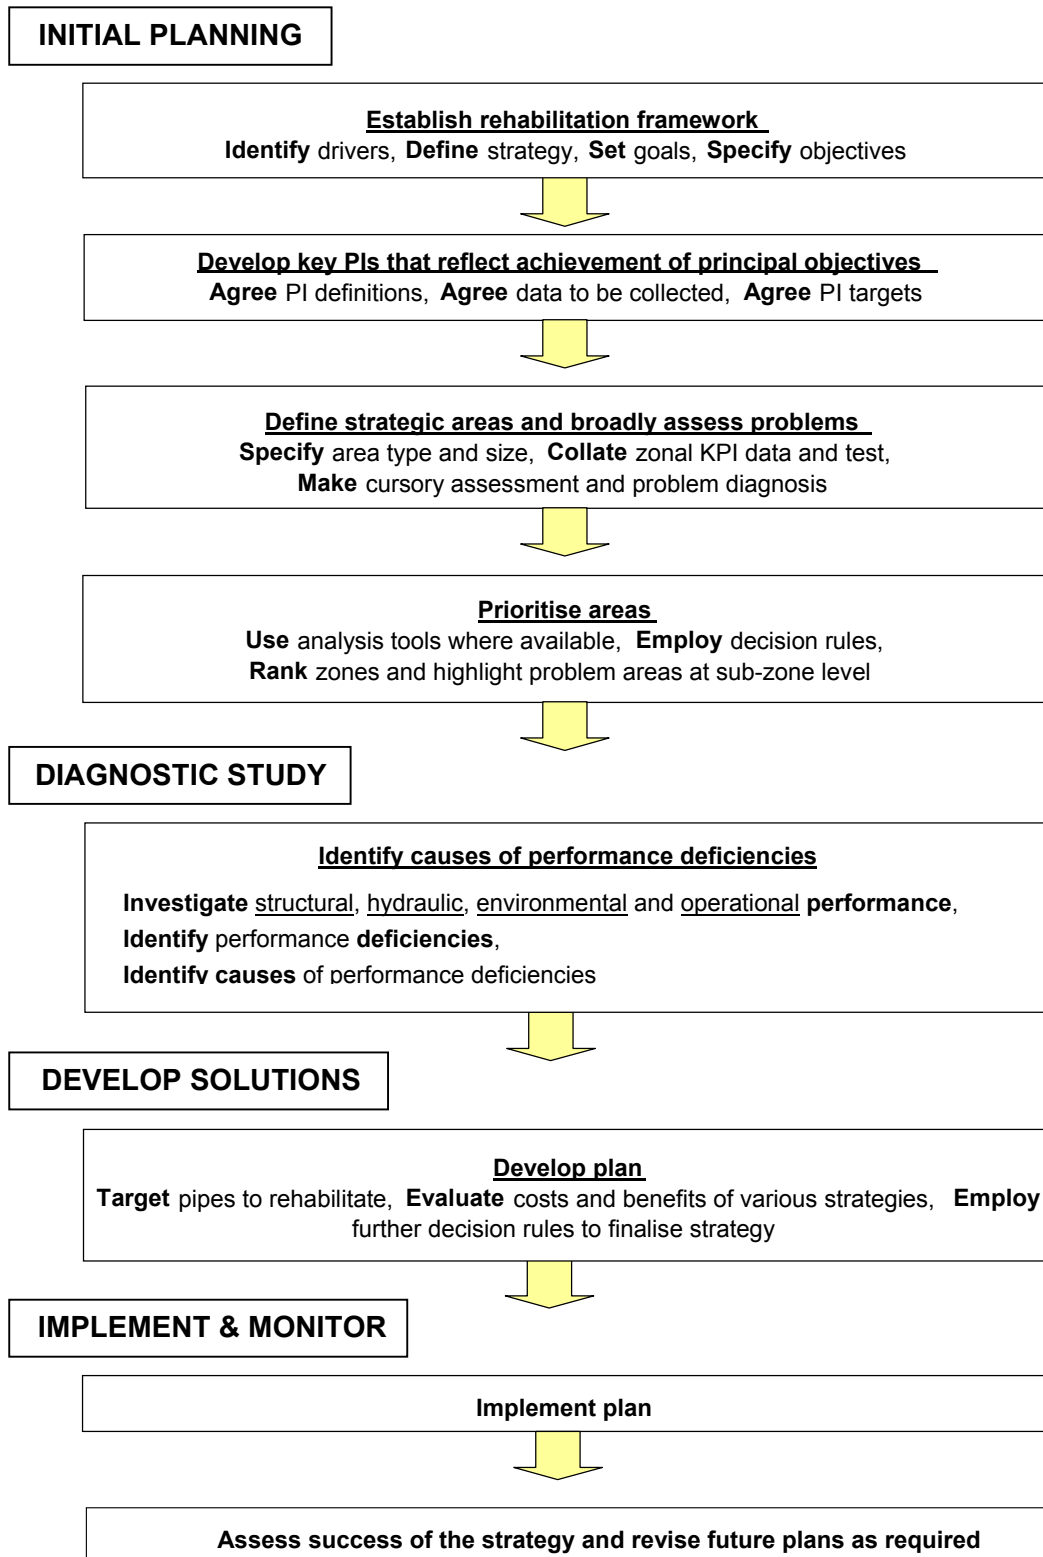 INITIAL PLANNING
Establish rehabilitation framework
Identify drivers, Define strategy, Set goals, Specify objectives
Develop key PIs that reflect achievement of principal objectives
Agree PI definitions, Agree data to be collected, Agree PI targets
Define strategic areas and broadly assess problems
Specify area type and size, Collate zonal KPI data and test,
Make cursory assessment and problem diagnosis
Prioritise areas
Use analysis tools where available, Employ decision rules,
Rank zones and highlight problem areas at sub-zone level
DIAGNOSTIC STUDY
Identify causes of performance deficiencies
Investigate structural, hydraulic, environmental and operational performance,
Identify performance deficiencies,
Identify causes of performance deficiencies
DEVELOP SOLUTIONS
Develop plan
Target pipes to rehabilitate, Evaluate costs and benefits of various strategies, Employ
further decision rules to finalise strategy
IMPLEMENT & MONITOR
Implement plan
Assess success of the strategy and revise future plans as required